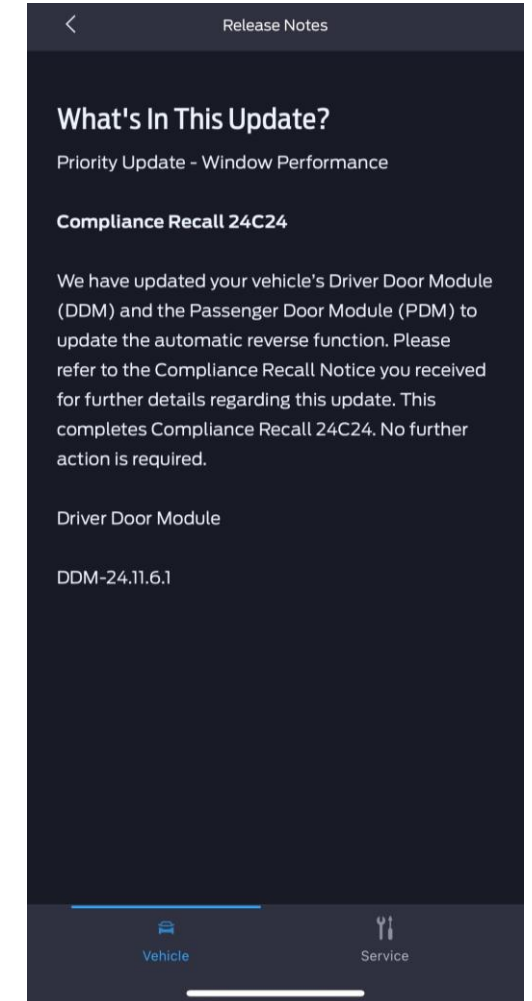 Release Notes
What's In This Update?
Priority Update - Window Performance
Compliance Recall 24C24
We have updated your vehicle's Driver Door Module
(DDM) and the Passenger Door Module (PDM) to
update the automatic reverse function. Please
refer to the Compliance Recall Notice you received
for further details regarding this update. This
completes Compliance Recall 24C24. No further
action is required.
Driver Door Module
DDM-24.11.6.1
Vehicle
Service